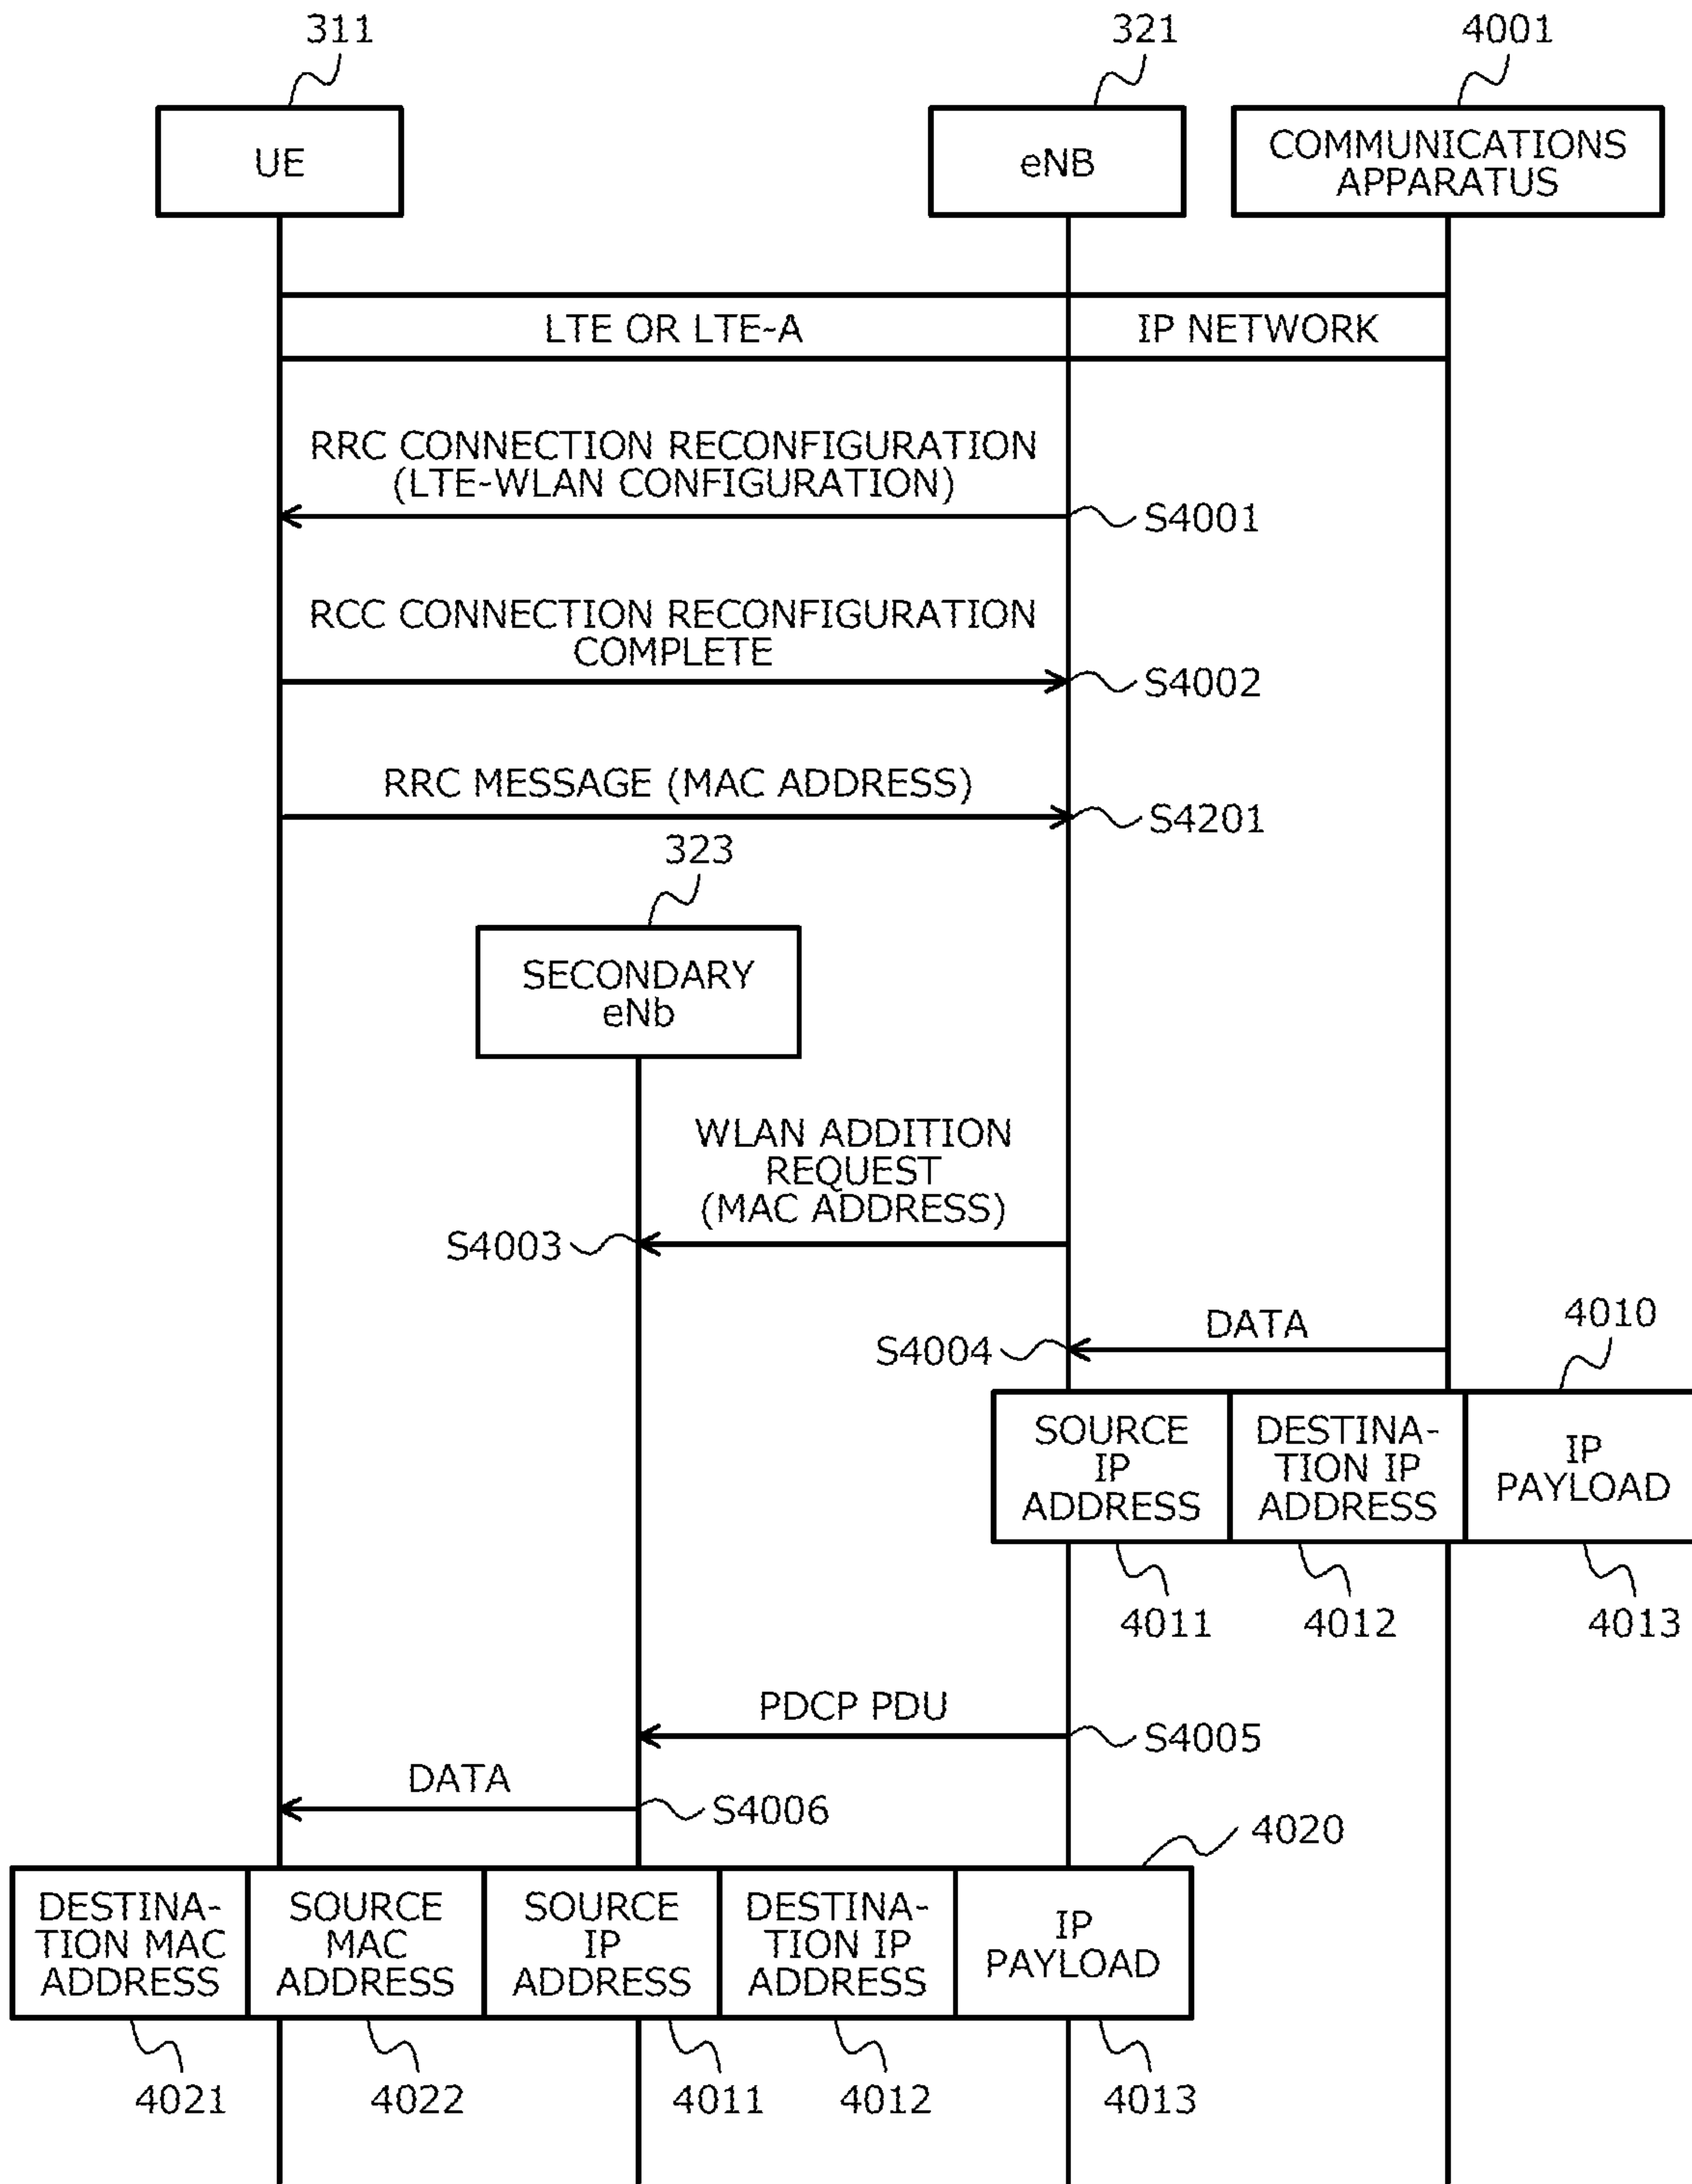 311
321
4001
UE
eNB
COMMUNICATIONS
APPARATUS
LTE OR LTE-A
IP NETWORK
RRC CONNECTION RECONFIGURATION
(LTE-WLAN CONFIGURATION)
S4001
RCC CONNECTION RECONFIGURATION
COMPLETE
S4002
RRC MESSAGE (MAC ADDRESS)
S4201
323
SECONDARY
eNb
WLAN ADDITION
REQUEST
(MAC ADDRESS)
S4003
DATA
S4004
4010
SOURCE
IP
ADDRESS
DESTINA-
TION IP
ADDRESS
IP
PAYLOAD
4011
4012
4013
PDCP PDU
S4005
DATA
S4006
4020
DESTINA-
TION MAC
ADDRESS
SOURCE
MAC
ADDRESS
SOURCE
IP
ADDRESS
DESTINA-
TION IP
ADDRESS
IP
PAYLOAD
4021
4022
4011
4012
4013